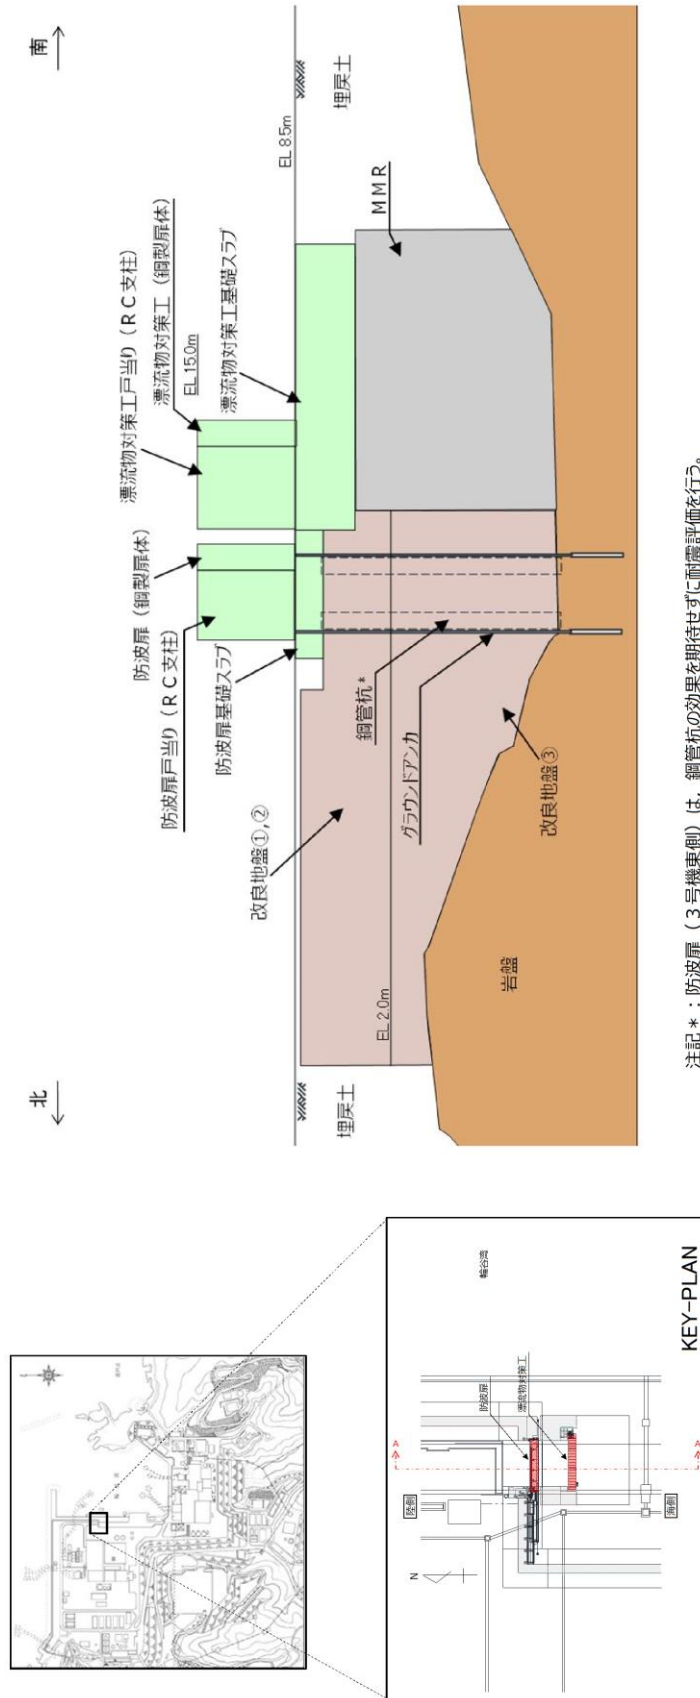 北
南
防波扉戸当り（ＲＣ支柱）
防波扉（鋼製扉体）
漂流物対策工戸当り（ＲＣ支柱）
漂流物対策工（鋼製扉体）
EL 15.0m
防波扉基礎スラブ
漂流物対策工基礎スラブ
EL 8.5m
埋戻土
埋戻土
改良地盤①,②
鋼管杭*
グラウンドアンカ
ＭＭＲ
EL 2.0m
改良地盤③
岩盤
注記＊：防波扉（３号機東側）は，鋼管杭の効果を期待せずに耐震評価を行う。
陸側
海側
N
A
A
防波扉
漂流物対策工
輪谷湾
KEY-PLAN